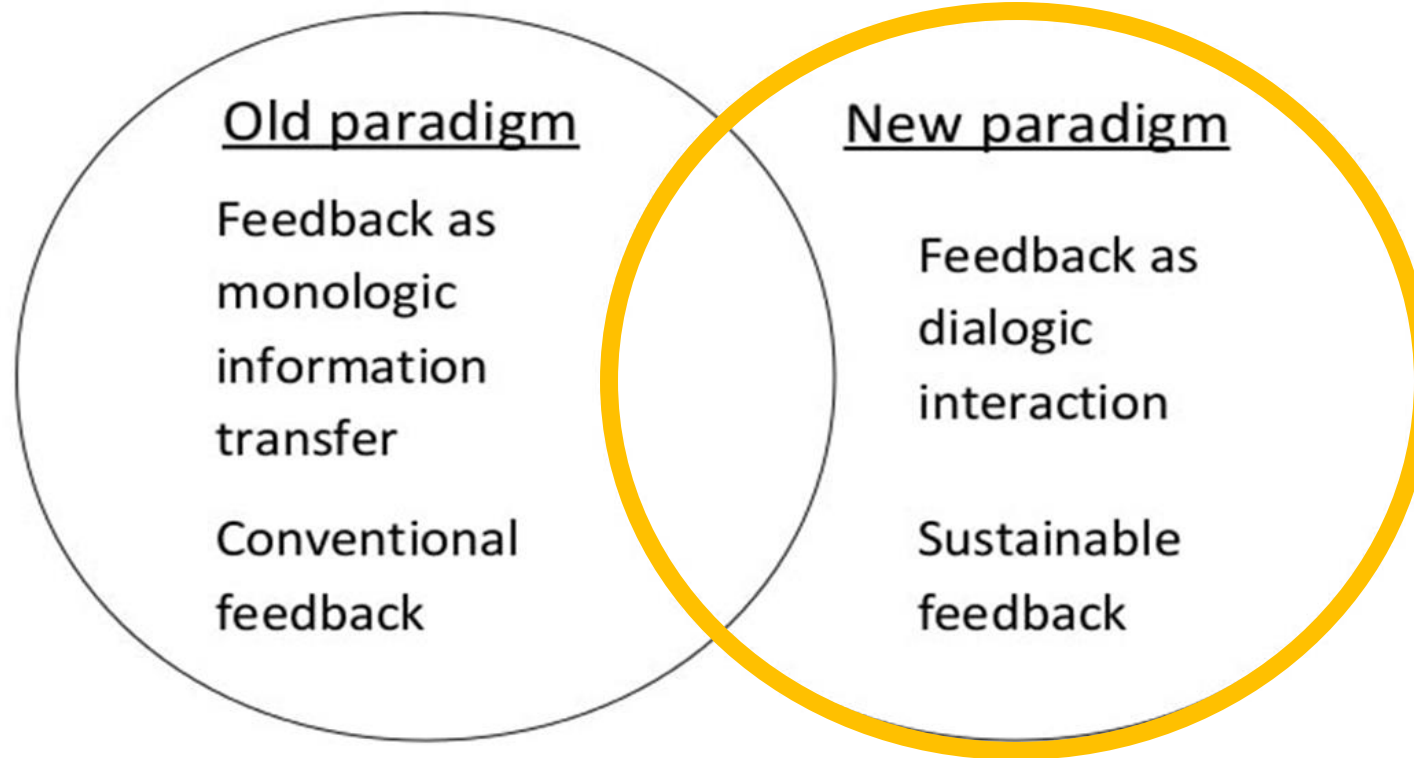 Old paradigm
Feedback as
monologic
information
transfer
Conventional
feedback
New paradigm
Feedback as
dialogic
interaction
Sustainable
feedback